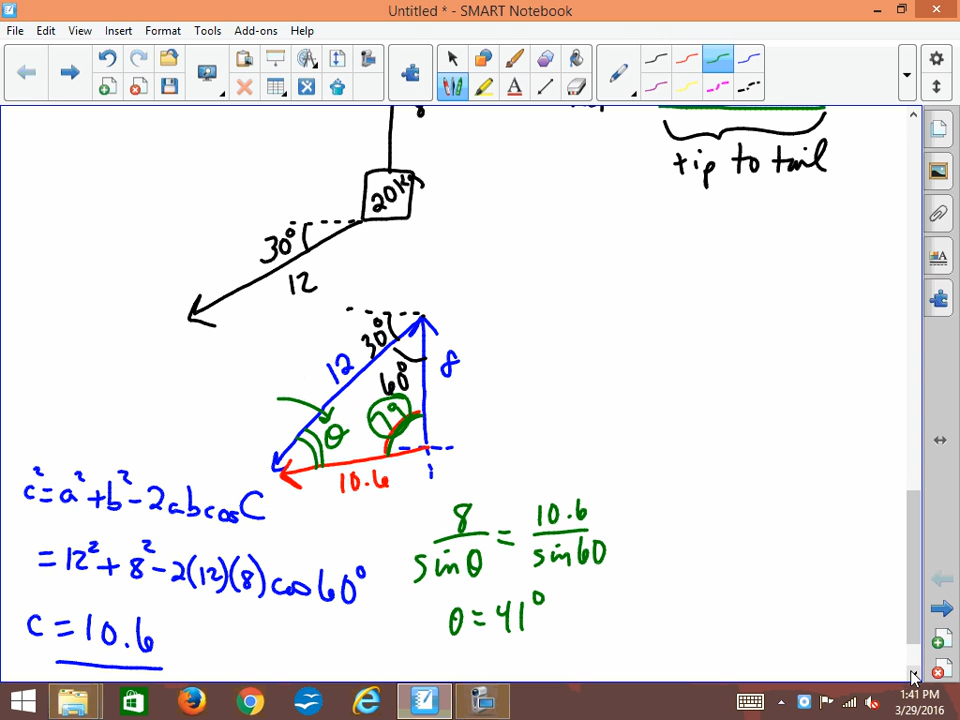 Untitled * - SMART Notebook
File Edit View Insert Format Tools Add-ons Help
tip to tail
20kg
30°
12
30°
12
8
60°
79
θ
10.6
c² = a² + b² - 2abcosC
= 12² + 8² - 2(12)(8) cos60°
c = 10.6
8/sinθ = 10.6/sin60
θ = 41°
1:41 PM
3/29/2016